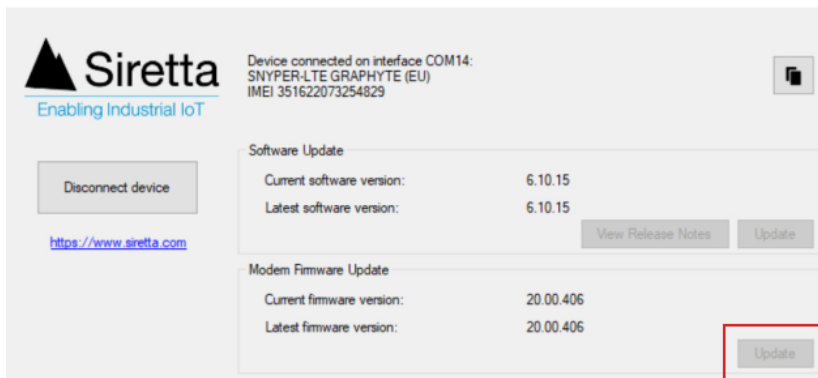 Siretta
Enabling Industrial IoT
Device connected on interface COM14:
SNYPER-LTE GRAPHYTE (EU)
IMEI 351622073254829
Disconnect device
https://www.siretta.com
Software Update
Current software version: 6.10.15
Latest software version: 6.10.15
View Release Notes Update
Modem Firmware Update
Current firmware version: 20.00.406
Latest firmware version: 20.00.406
Update